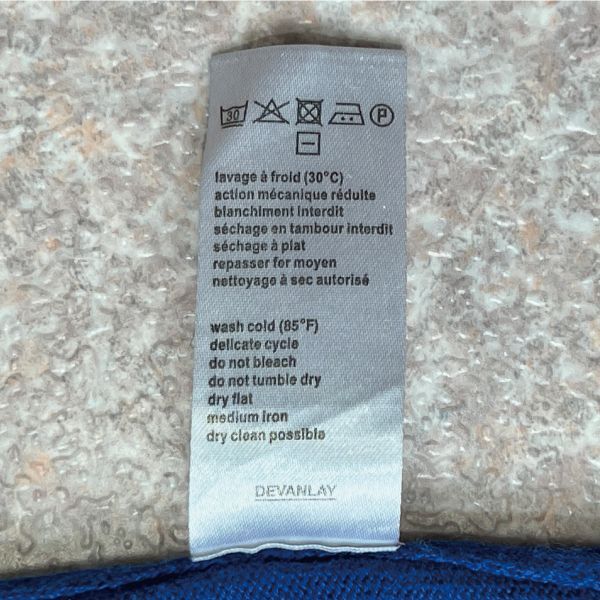 30
P
lavage à froid (30°C)
action mécanique réduite
blanchiment interdit
séchage en tambour interdit
séchage à plat
repasser fer moyen
nettoyage à sec autorisé
wash cold (85°F)
delicate cycle
do not bleach
do not tumble dry
dry flat
medium iron
dry clean possible
DEVANLAY